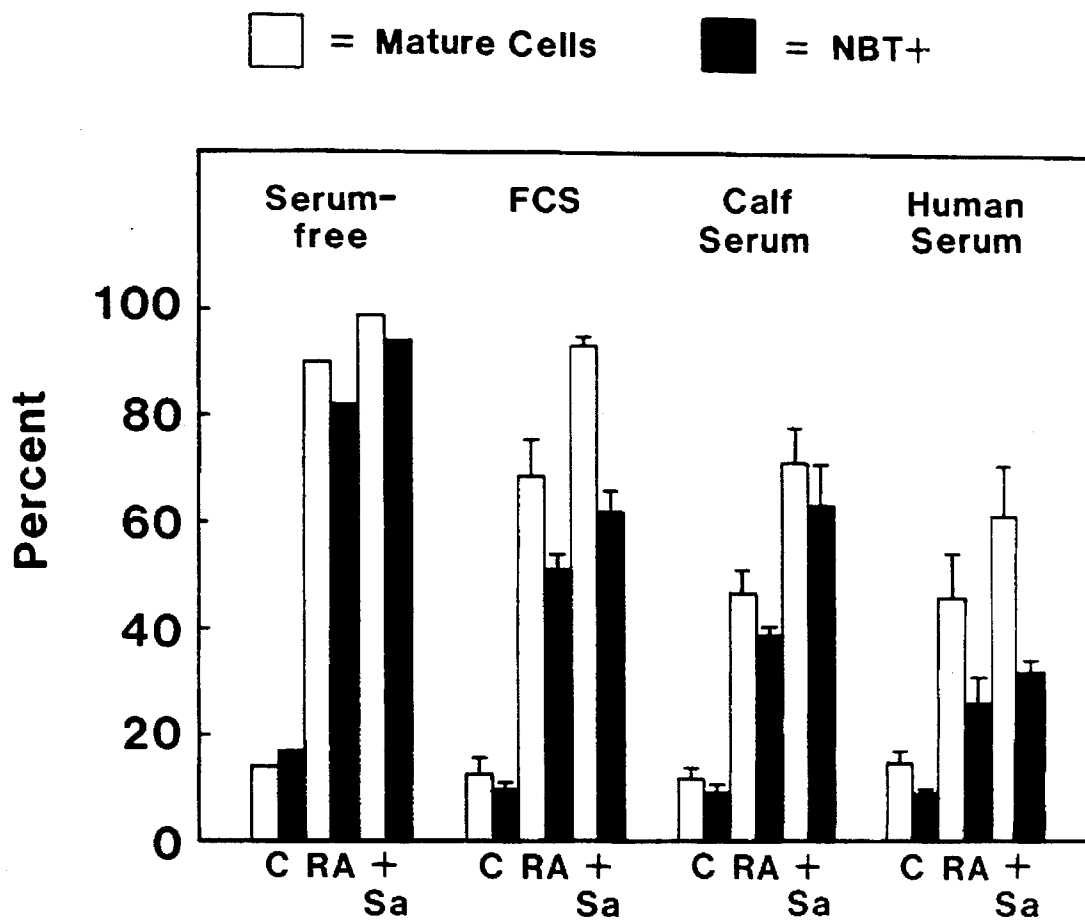 = Mature Cells = NBT+
Serum-free FCS Calf Serum Human Serum
Percent
100
80
60
40
20
0
C RA + C RA + C RA + C RA +
Sa Sa Sa Sa